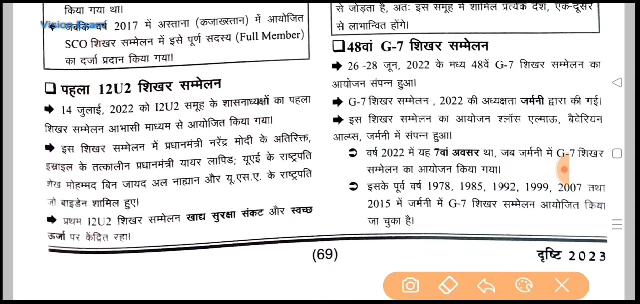 किया गया था।
जबकि वर्ष 2017 में अस्ताना (कजाखस्तान) में आयोजित
SCO शिखर सम्मेलन में इसे पूर्ण सदस्य (Full Member)
का दर्जा प्रदान किया गया।
पहला 12U2 शिखर सम्मेलन
14 जुलाई, 2022 को I2U2 समूह के शासनाध्यक्षों का पहला
शिखर सम्मेलन आभासी माध्यम से आयोजित किया गया।
इस शिखर सम्मेलन में प्रधानमंत्री नरेंद्र मोदी के अतिरिक्त,
इस्राइल के तत्कालीन प्रधानमंत्री यायर लापिड; यूएई के राष्ट्रपति
शेख मोहम्मद बिन जायद अल नाह्यान और यू.एस.ए. के राष्ट्रपति
जो बाइडेन शामिल हुए।
प्रथम I2U2 शिखर सम्मेलन खाद्य सुरक्षा संकट और स्वच्छ
ऊर्जा पर केंद्रित रहा।
से जोड़ता है, अतः इस समूह में शामिल प्रत्येक देश, एक-दूसरे
से लाभान्वित होंगे।
48वां G-7 शिखर सम्मेलन
26 -28 जून, 2022 के मध्य 48वें G-7 शिखर सम्मेलन का
आयोजन संपन्न हुआ।
G-7 शिखर सम्मेलन , 2022 की अध्यक्षता जर्मनी द्वारा की गई।
इस शिखर सम्मेलन का आयोजन श्लॉस एल्माऊ, बैवेरियन
आल्प्स, जर्मनी में संपन्न हुआ।
वर्ष 2022 में यह 7वां अवसर था, जब जर्मनी में G-7 शिखर
सम्मेलन का आयोजन किया गया।
इसके पूर्व वर्ष 1978, 1985, 1992, 1999, 2007 तथा
2015 में जर्मनी में G-7 शिखर सम्मेलन आयोजित किया
जा चुका है।
(69)
दृष्टि 2023